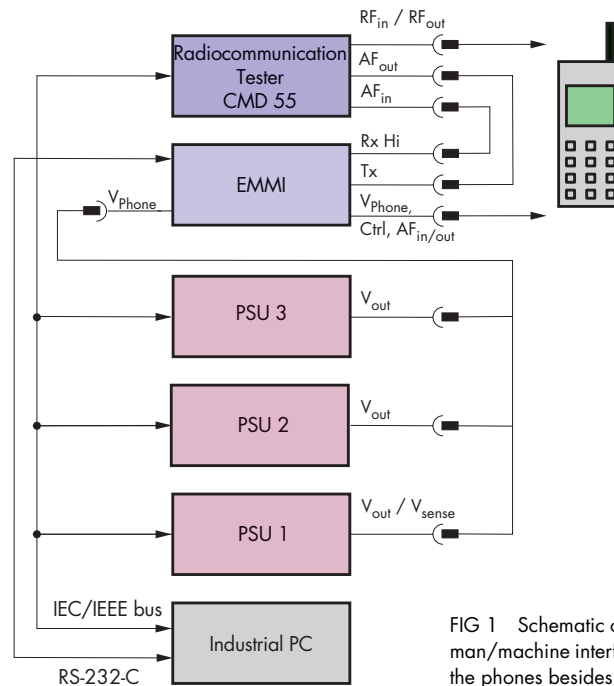 RFin / RFout
Radiocommunication
Tester
CMD 55
AFout
AFin
Rx Hi
EMMI
Tx
VPhone
VPhone,
Ctrl, AFin/out
PSU 3
Vout
PSU 2
Vout
PSU 1
Vout / Vsense
IEC/IEEE bus
Industrial PC
RS-232-C
FIG 1 Schematic
man/machine interf
the phones besides